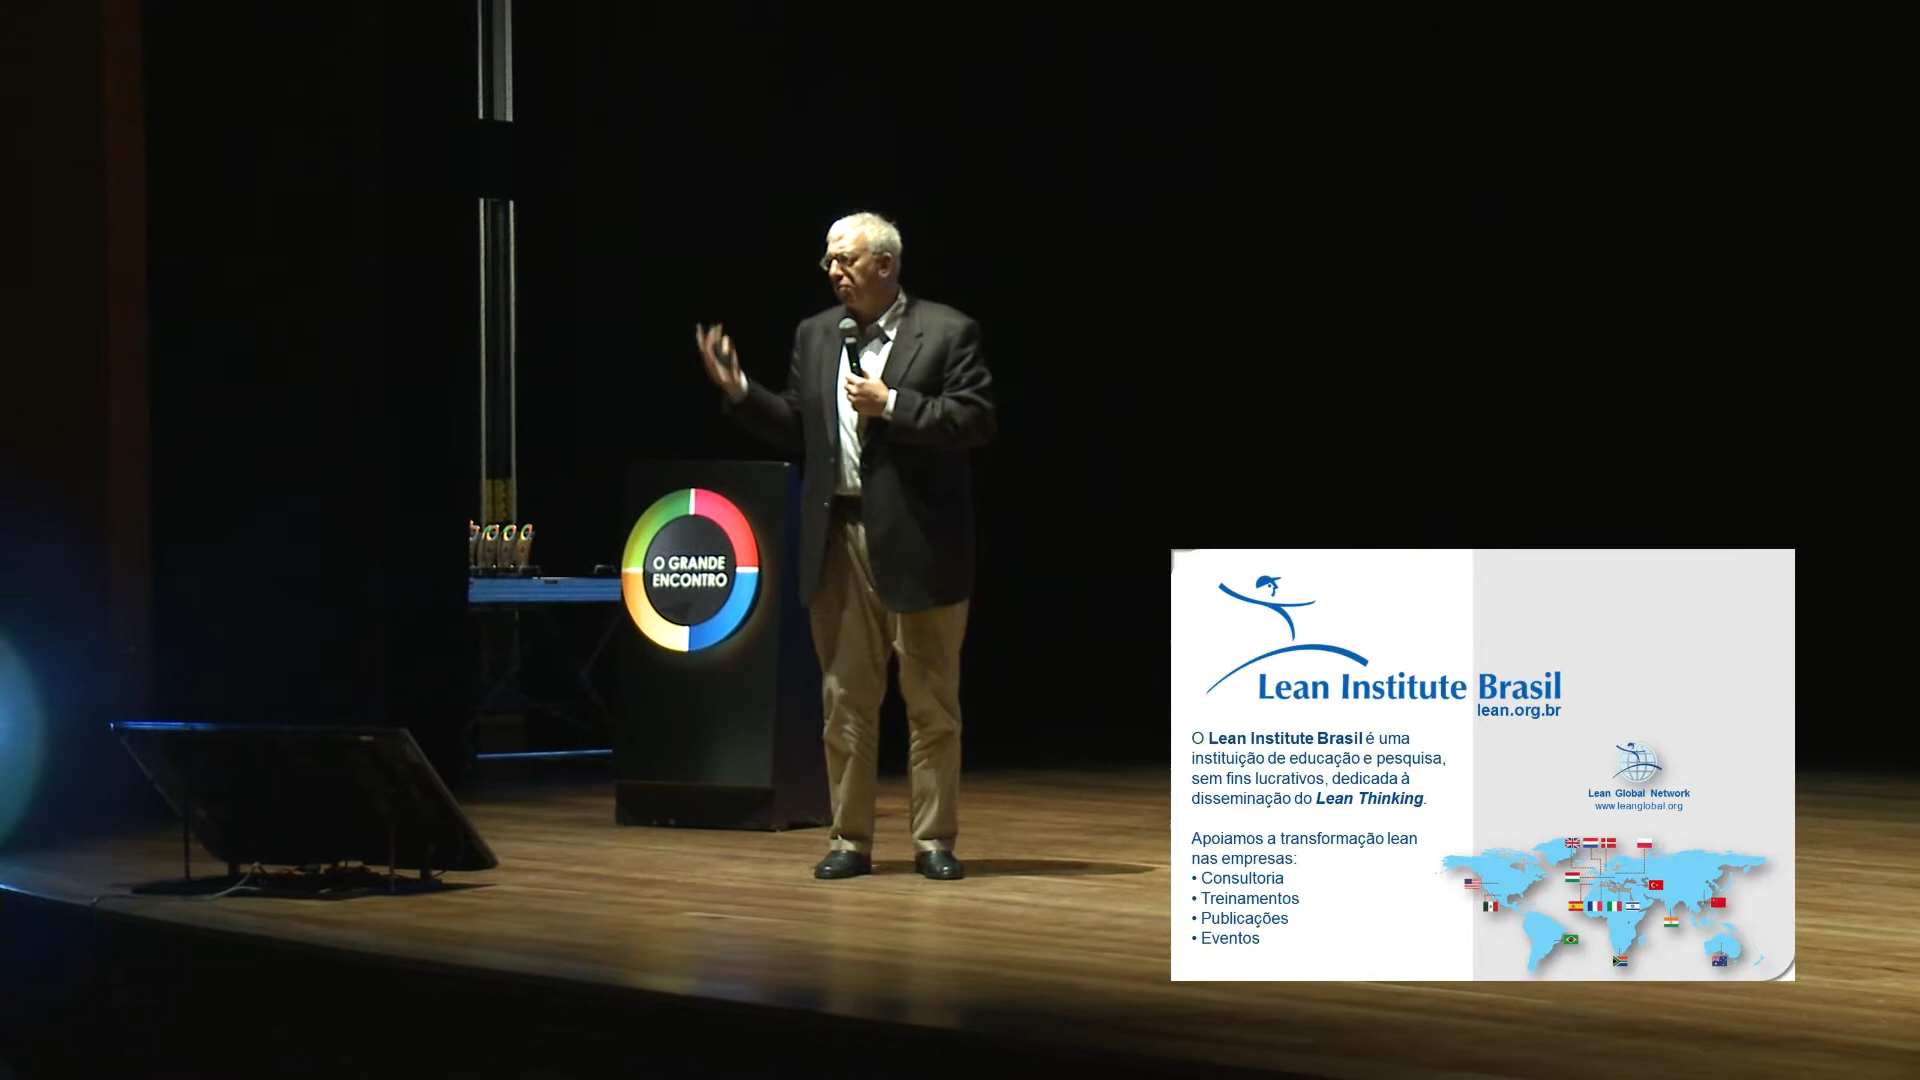 O GRANDE
ENCONTRO
Lean Institute Brasil
lean.org.br
O Lean Institute Brasil é uma
instituição de educação e pesquisa,
sem fins lucrativos, dedicada à
disseminação do Lean Thinking.
Apoiamos a transformação lean
nas empresas:
• Consultoria
• Treinamentos
• Publicações
• Eventos
Lean Global Network
www.leanglobal.org